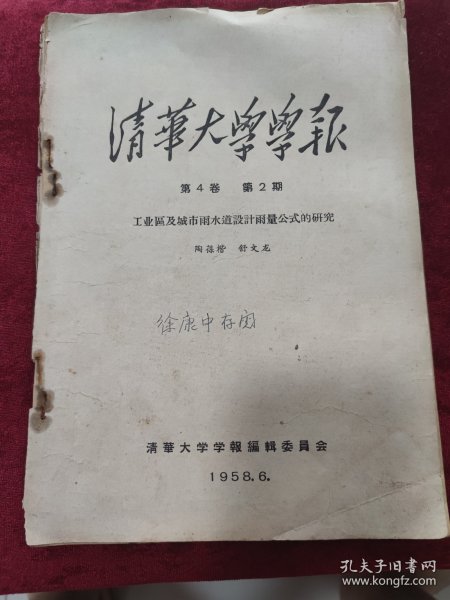 清華大學學報
第4卷 第2期
工业區及城市雨水道設計雨量公式的研究
陶葆楷 舒文龙
徐康中存阅
清華大学学報編輯委員会
1958.6.
孔夫子旧书网
www.kongfz.com